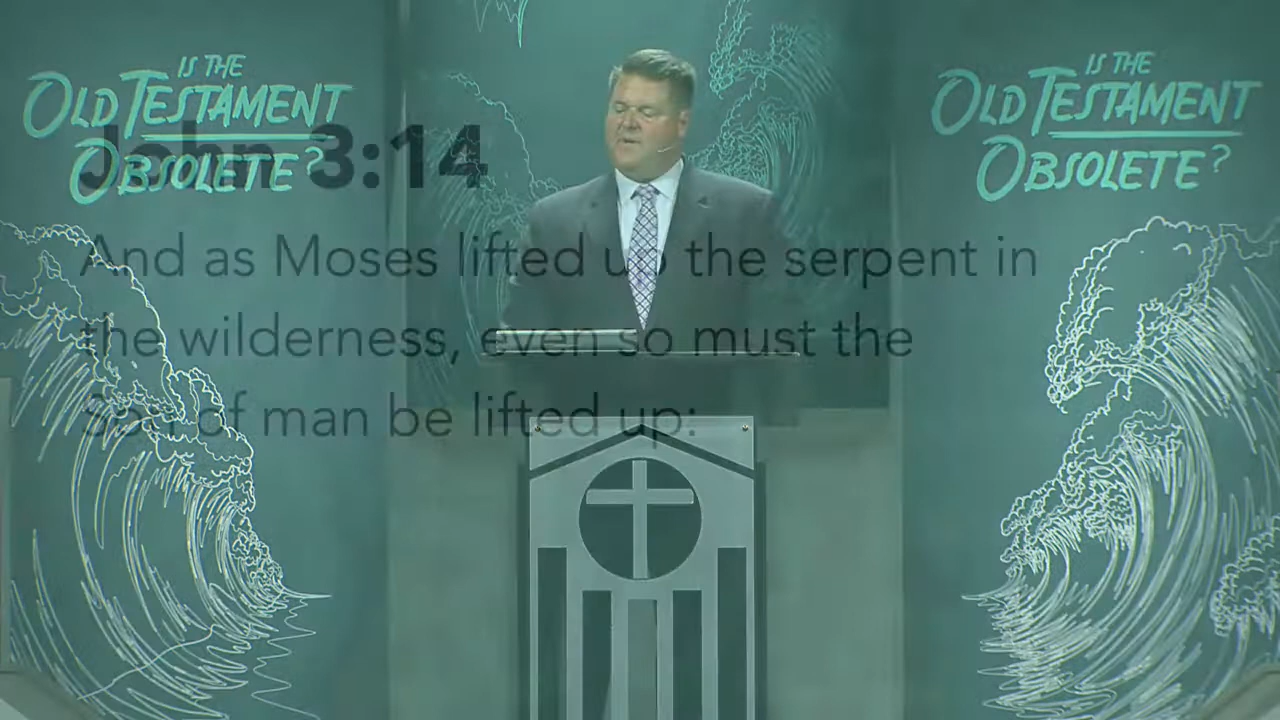 IS THE
OLD TESTAMENT
OBSOLETE?
IS THE
OLD TESTAMENT
OBSOLETE?
John 3:14
And as Moses lifted up the serpent in
the wilderness, even so must the
Son of man be lifted up: